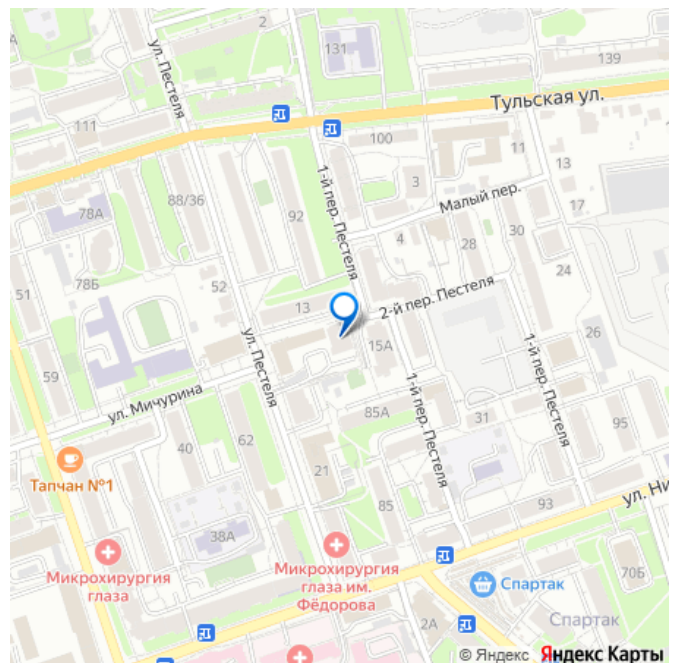 2
131
139
ул. Пестеля
Тульская ул.
111
100
11
1-й пер. Пестеля
13
3
88/36
78А
92
Малый пер.
17
4
28
30
24
78Б
52
51
13
2-й пер. Пестеля
15А
26
59
ул. Пестеля
1-й пер. Пестеля
1-й пер. Пестеля
ул. Мичурина
85А
31
95
40
62
Тапчан №1
21
85
93
ул. Ни
38А
Микрохирургия
глаза
Микрохирургия
глаза им.
Фёдорова
Спартак
70Б
2А
Спартак
© Яндекс Яндекс Карты